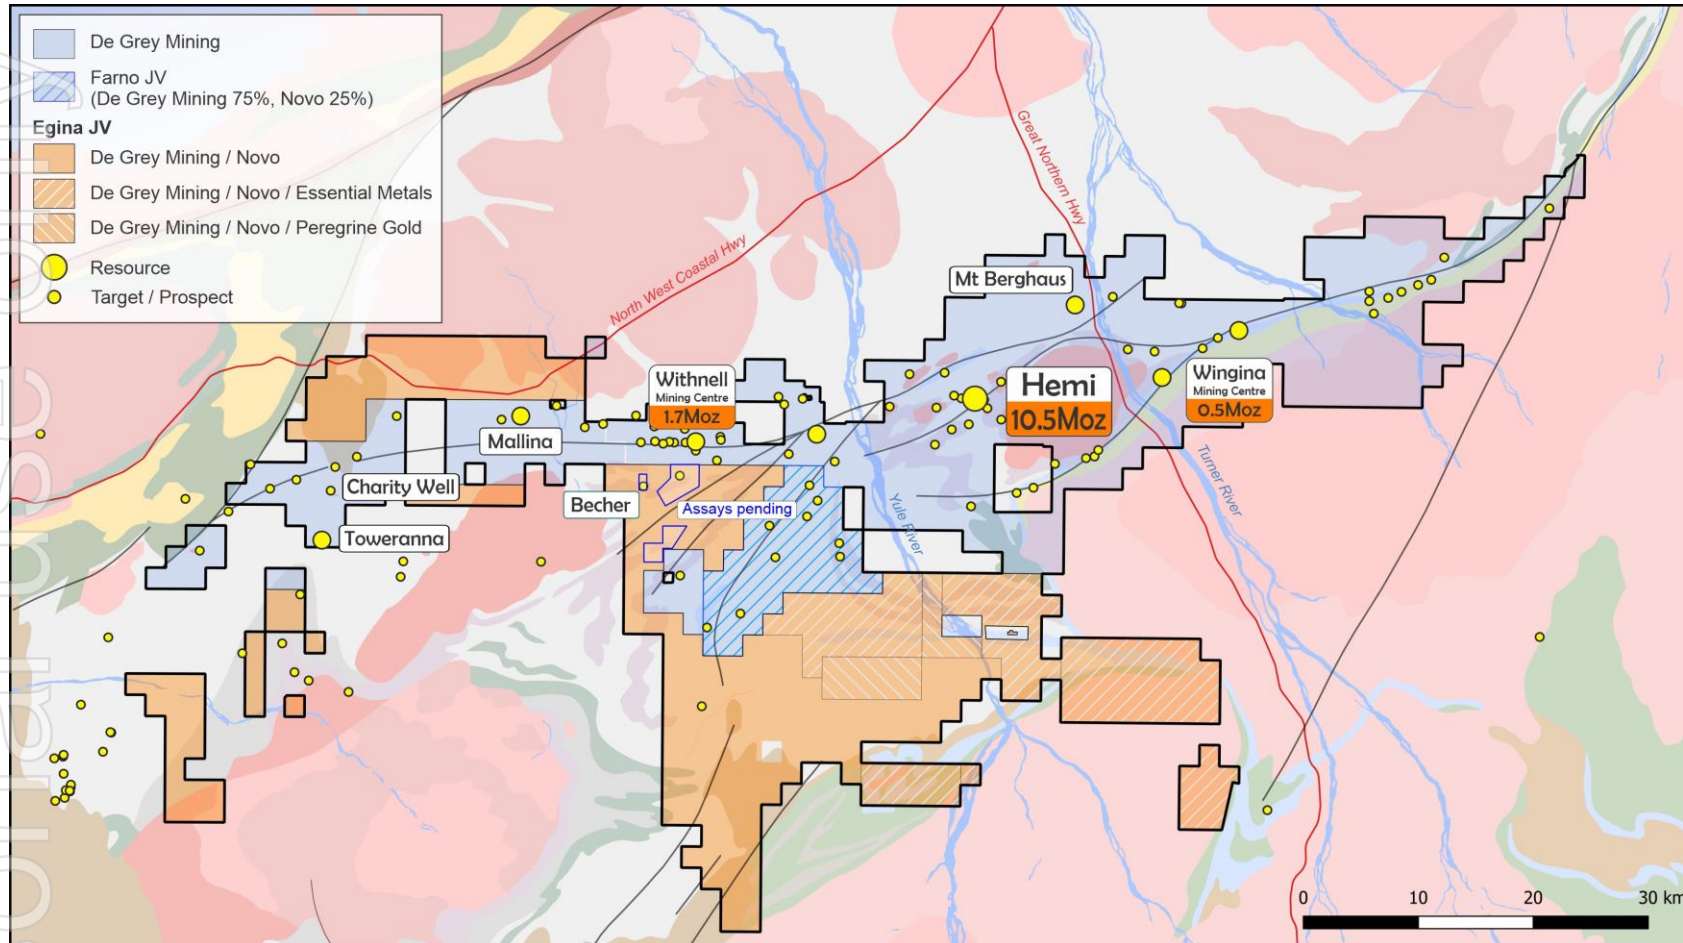 De Grey Mining
Farno JV
(De Grey Mining 75%, Novo 25%)
Egina JV
De Grey Mining / Novo
De Grey Mining / Novo / Essential Metals
De Grey Mining / Novo / Peregrine Gold
Resource
Target / Prospect
Great Northern Hwy
North West Coastal Hwy
Mt Berghaus
Withnell
Mining Centre
1.7Moz
Hemi
10.5Moz
Wingina
Mining Centre
0.5Moz
Mallina
Charity Well
Becher
Assays pending
Toweranna
Yule River
Turner River
0 10 20 30 km